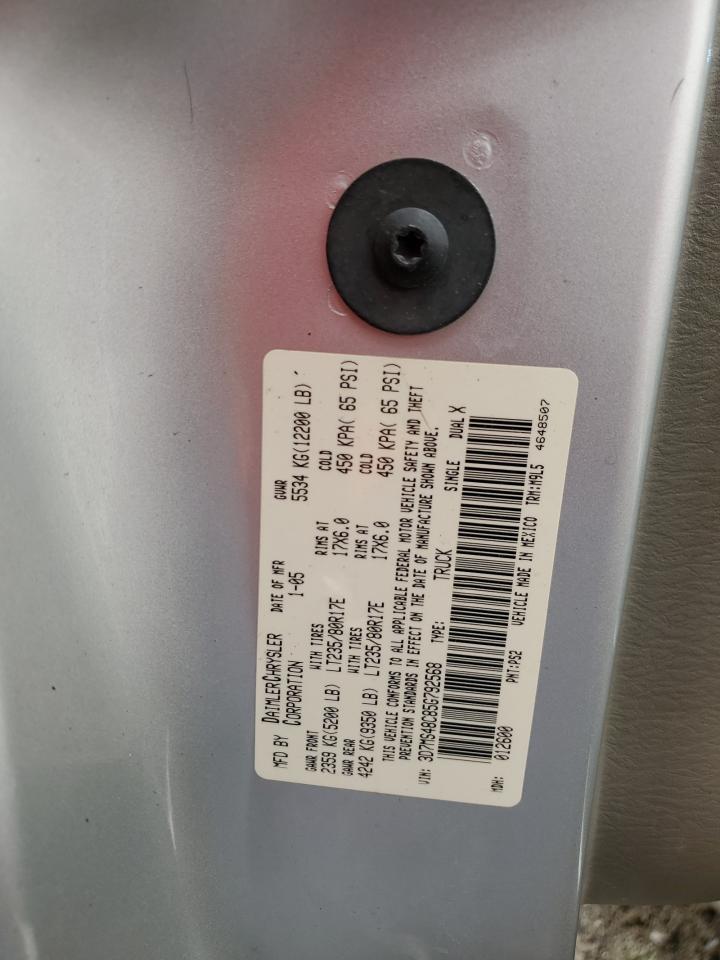 MFD BY DAIMLERCHRYSLER CORPORATION DATE OF MFR 1-05 GVWR 5534 KG(12200 LB)
GAWR FRONT WITH TIRES RIMS AT COLD
2359 KG(5200 LB) LT235/80R17E 17X6.0 450 KPA( 65 PSI)
GAWR REAR WITH TIRES RIMS AT COLD
4242 KG(9350 LB) LT235/80R17E 17X6.0 450 KPA( 65 PSI)
THIS VEHICLE CONFORMS TO ALL APPLICABLE FEDERAL MOTOR VEHICLE SAFETY AND THEFT
PREVENTION STANDARDS IN EFFECT ON THE DATE OF MANUFACTURE SHOWN ABOVE.
VIN: 3D7MS48C85G792568 TYPE: TRUCK SINGLE DUAL X
MDH: 012600 PNT:PS2 VEHICLE MADE IN MEXICO TRM:M9L5 4648507